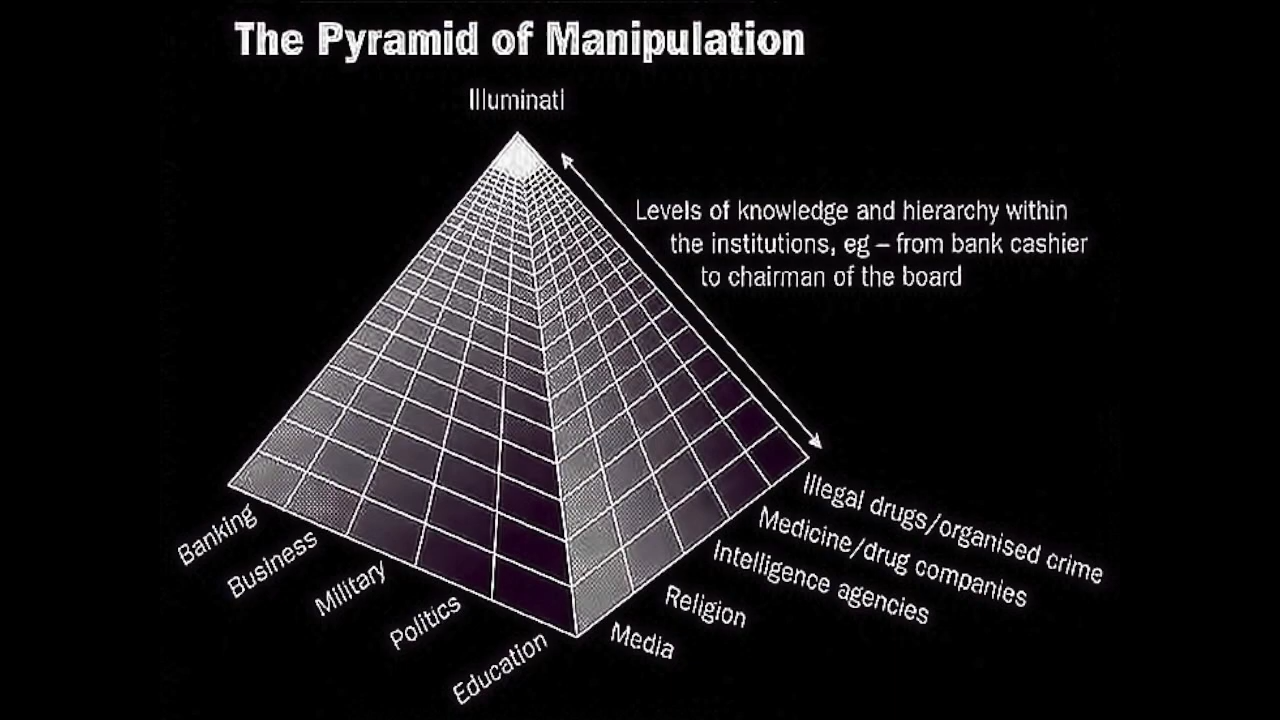 The Pyramid of Manipulation
Illuminati
Levels of knowledge and hierarchy within
the institutions, eg – from bank cashier
to chairman of the board
Banking
Business
Military
Politics
Education
Media
Religion
Intelligence agencies
Medicine/drug companies
Illegal drugs/organised crime